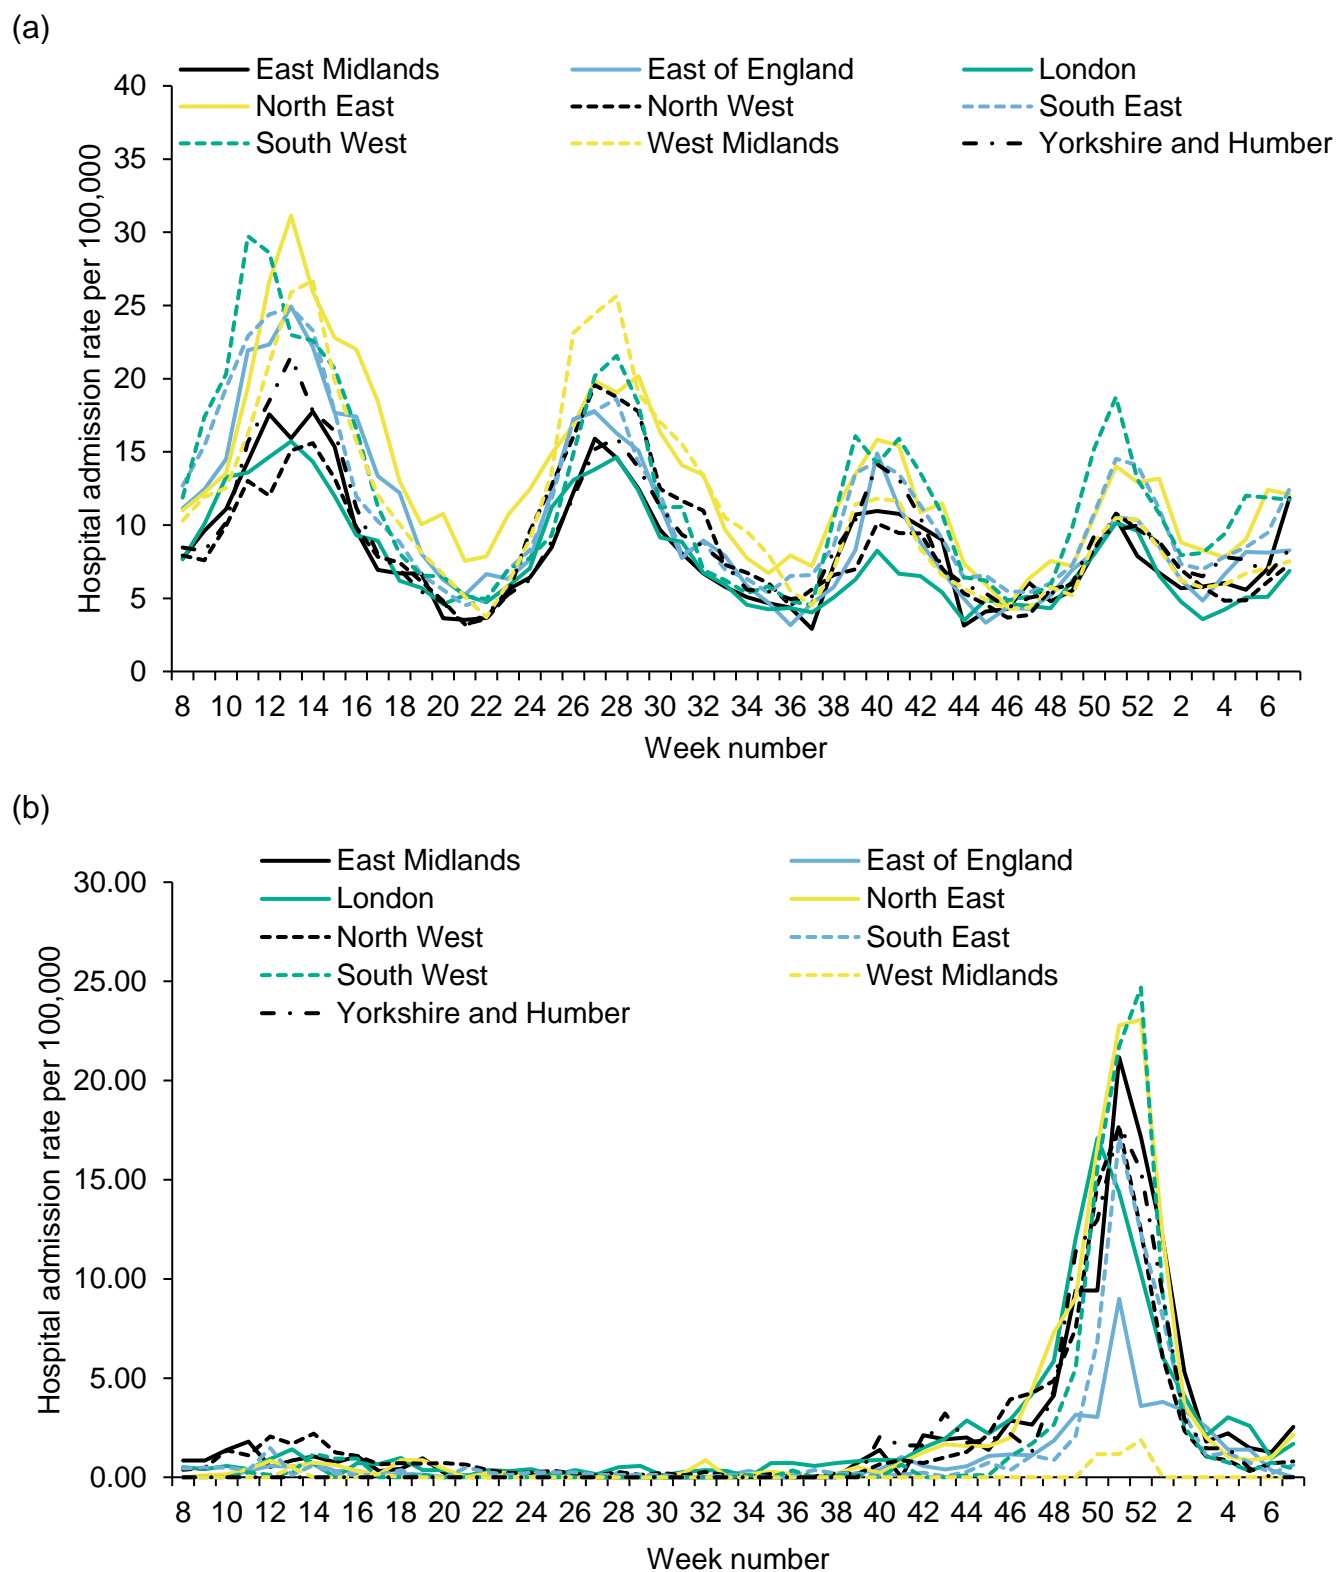 (a)
East Midlands East of England London
North East North West South East
South West West Midlands Yorkshire and Humber
40
35
30
25
20
15
10
5
0
Hospital admission rate per 100,000
8 10 12 14 16 18 20 22 24 26 28 30 32 34 36 38 40 42 44 46 48 50 52 2 4 6
Week number
(b)
East Midlands East of England
London North East
North West South East
South West West Midlands
Yorkshire and Humber
30.00
25.00
20.00
15.00
10.00
5.00
0.00
Hospital admission rate per 100,000
8 10 12 14 16 18 20 22 24 26 28 30 32 34 36 38 40 42 44 46 48 50 52 2 4 6
Week number